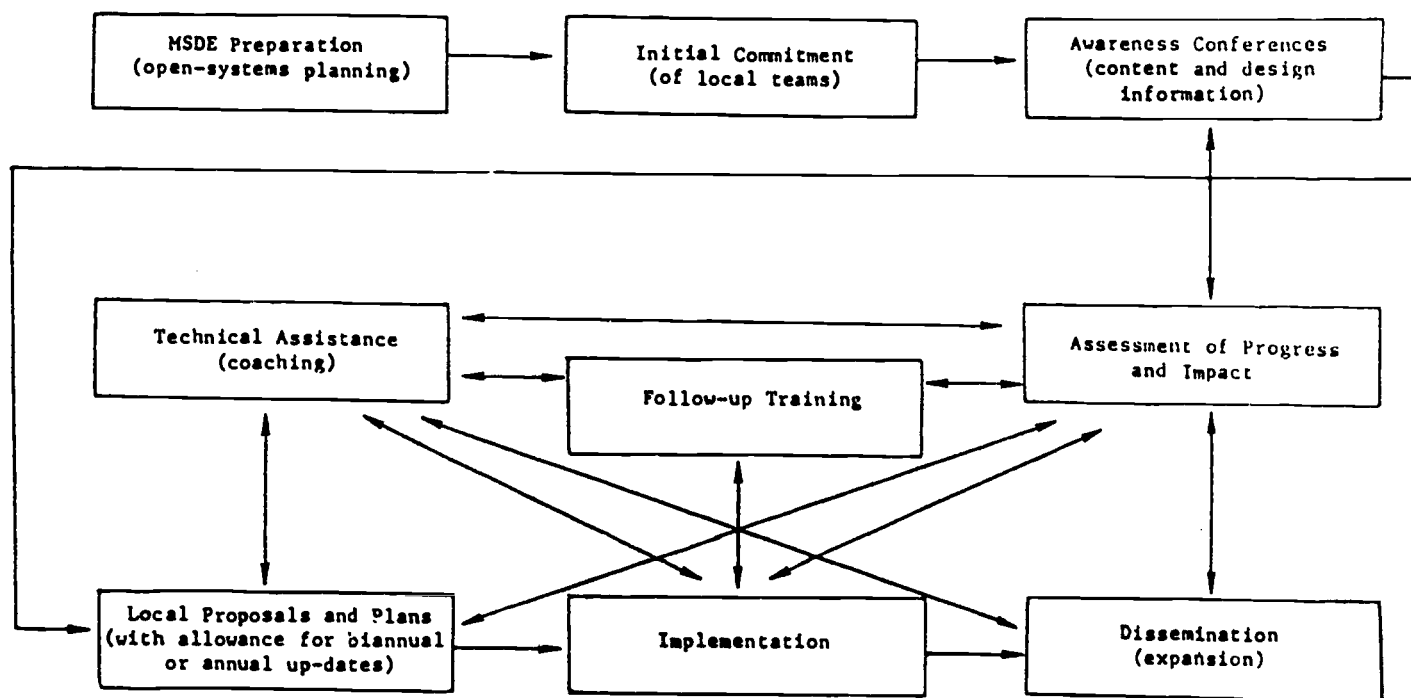 MSDE Preparation
(open-systems planning)
Initial Commitment
(of local teams)
Awareness Conferences
(content and design
information)
Technical Assistance
(coaching)
Follow-up Training
Assessment of Progress
and Impact
Local Proposals and Plans
(with allowance for biannual
or annual up-dates)
Implementation
Dissemination
(expansion)